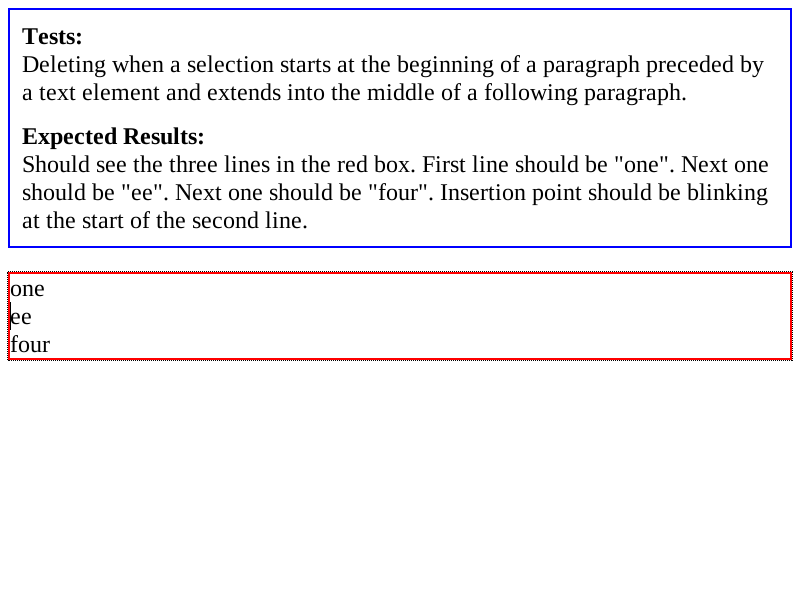 Tests:
Deleting when a selection starts at the beginning of a paragraph preceded by
a text element and extends into the middle of a following paragraph.
Expected Results:
Should see the three lines in the red box. First line should be "one". Next one
should be "ee". Next one should be "four". Insertion point should be blinking
at the start of the second line.
one
ee
four